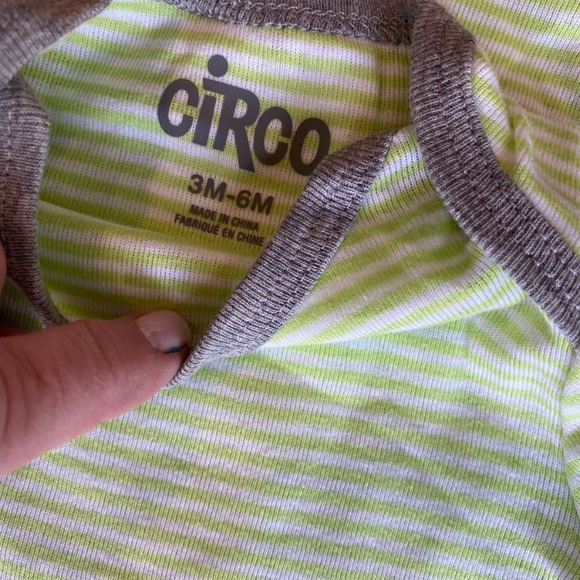 CiRCO
3M-6M
MADE IN CHINA
FABRIQUÉ EN CHINE